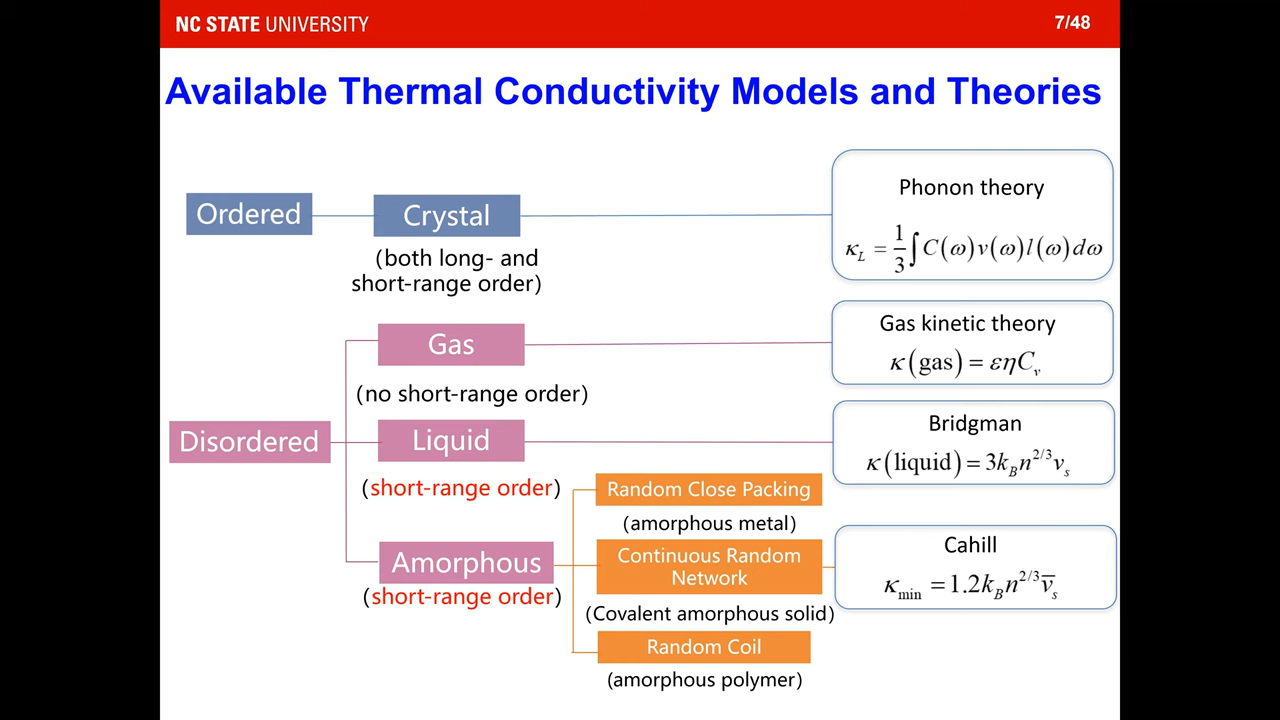 NC STATE UNIVERSITY
7/48
Available Thermal Conductivity Models and Theories
Ordered
Crystal
(both long- and
short-range order)
Phonon theory
κ_L = 1/3 ∫ C(ω)v(ω)l(ω)dω
Disordered
Gas
(no short-range order)
Gas kinetic theory
κ(gas) = εηC_v
Liquid
(short-range order)
Bridgman
κ(liquid) = 3k_B n^{2/3} v_s
Amorphous
(short-range order)
Random Close Packing
(amorphous metal)
Continuous Random
Network
(Covalent amorphous solid)
Cahill
κ_min = 1.2k_B n^{2/3} v̅_s
Random Coil
(amorphous polymer)